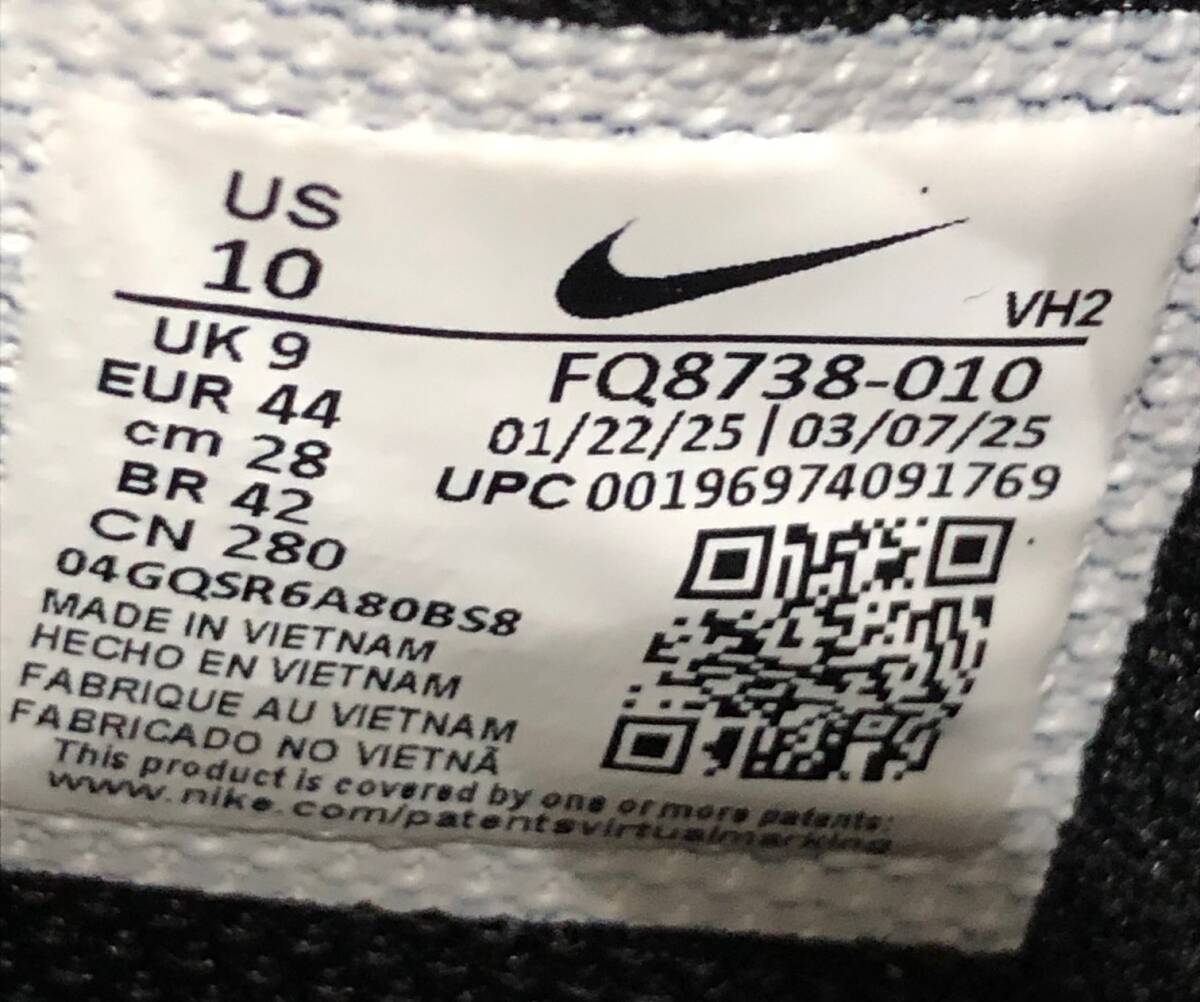 US
10
VH2
UK 9
EUR 44
cm 28
BR 42
CN 280
FQ8738-010
01/22/25 | 03/07/25
UPC 00196974091769
04GQSR6A80BS8
MADE IN VIETNAM
HECHO EN VIETNAM
FABRIQUE AU VIETNAM
FABRICADO NO VIETNÃ
This product is covered by one or more patents:
www.nike.com/patentsvirtualmarking